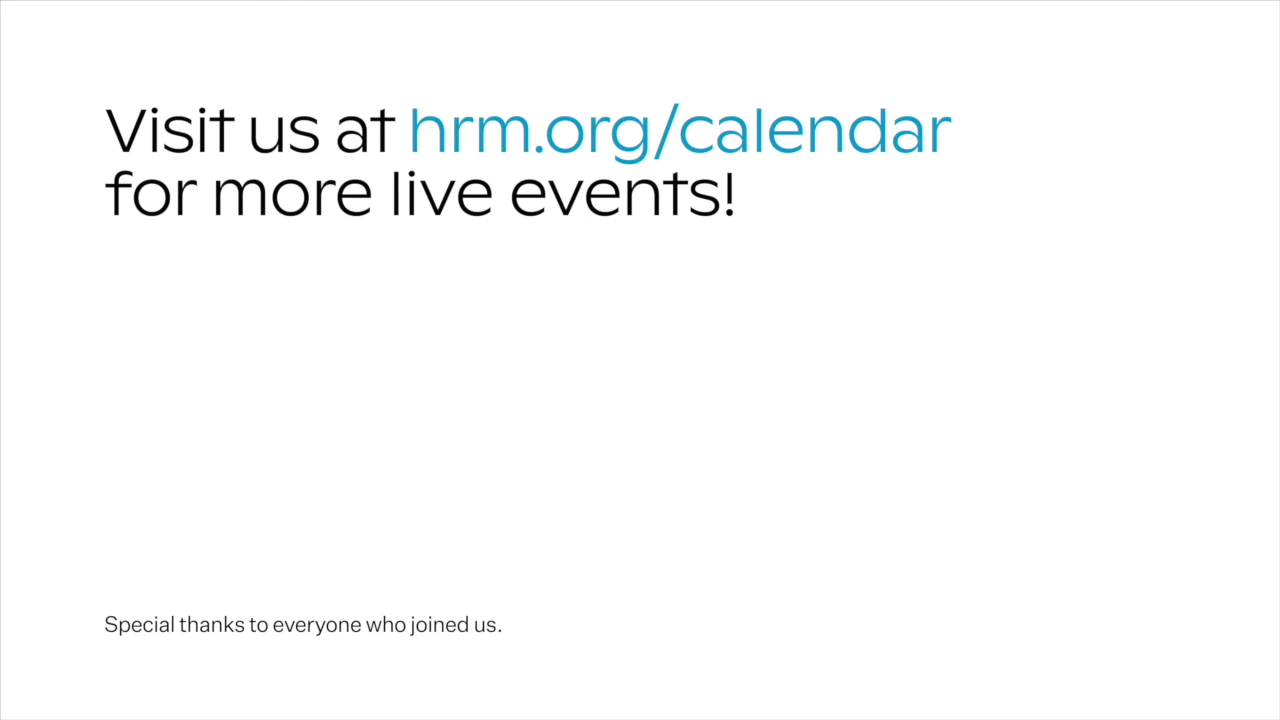 Visit us at hrm.org/calendar
for more live events!
Special thanks to everyone who joined us.